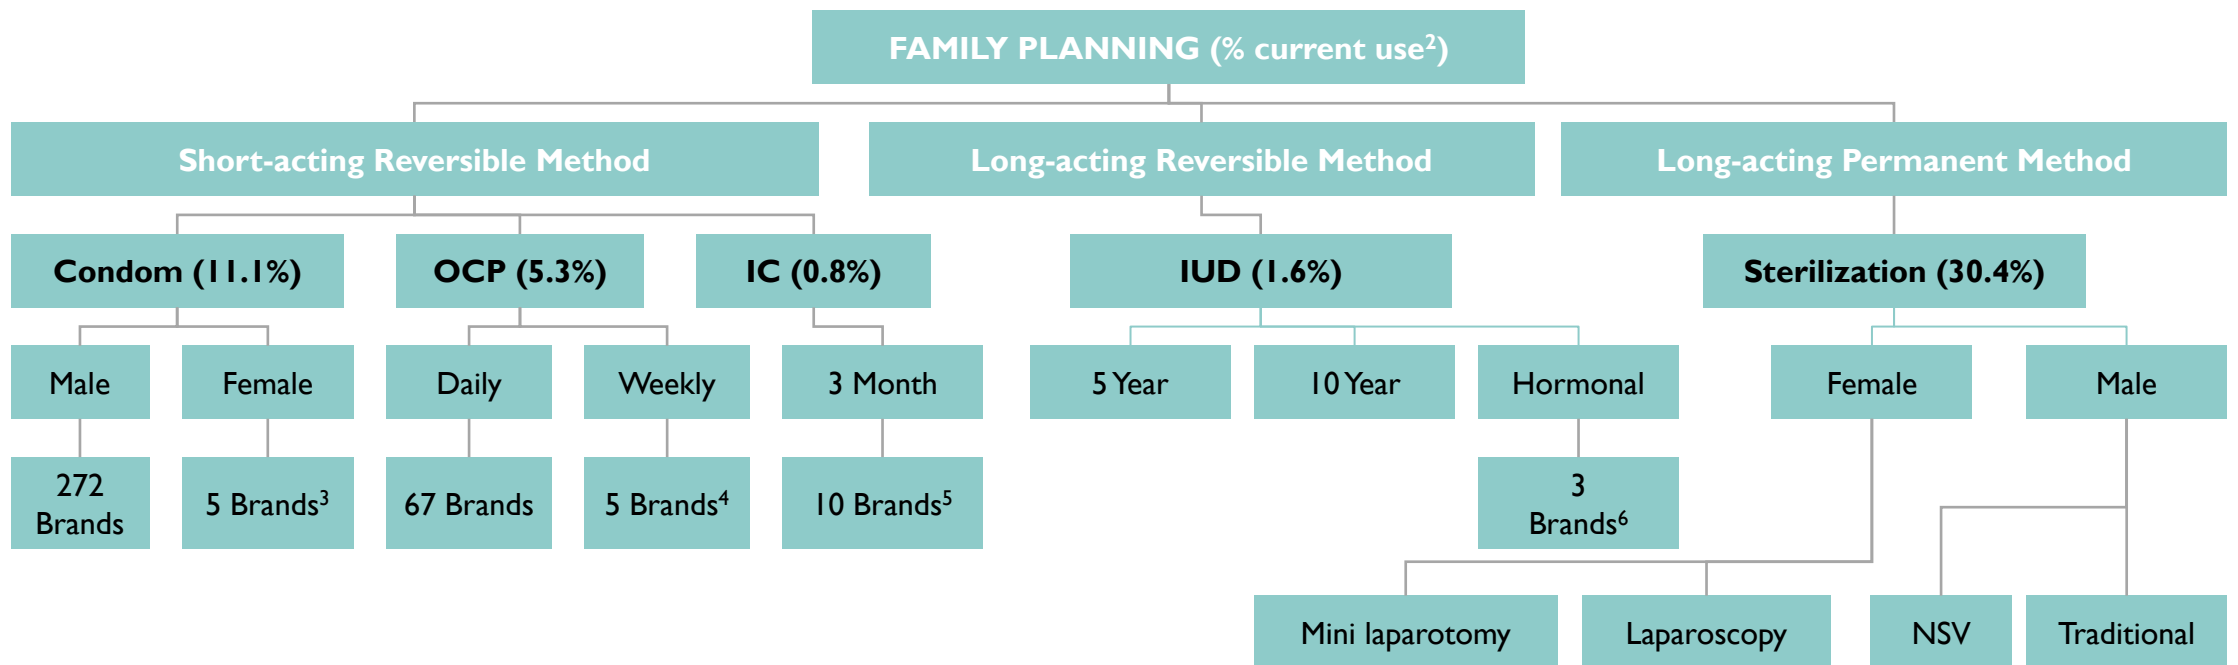 FAMILY PLANNING (% current use²)
Short-acting Reversible Method
Long-acting Reversible Method
Long-acting Permanent Method
Condom (11.1%)
OCP (5.3%)
IC (0.8%)
IUD (1.6%)
Sterilization (30.4%)
Male
Female
Daily
Weekly
3 Month
5 Year
10 Year
Hormonal
Female
Male
272
Brands
5 Brands³
67 Brands
5 Brands⁴
10 Brands⁵
3
Brands⁶
Mini laparotomy
Laparoscopy
NSV
Traditional